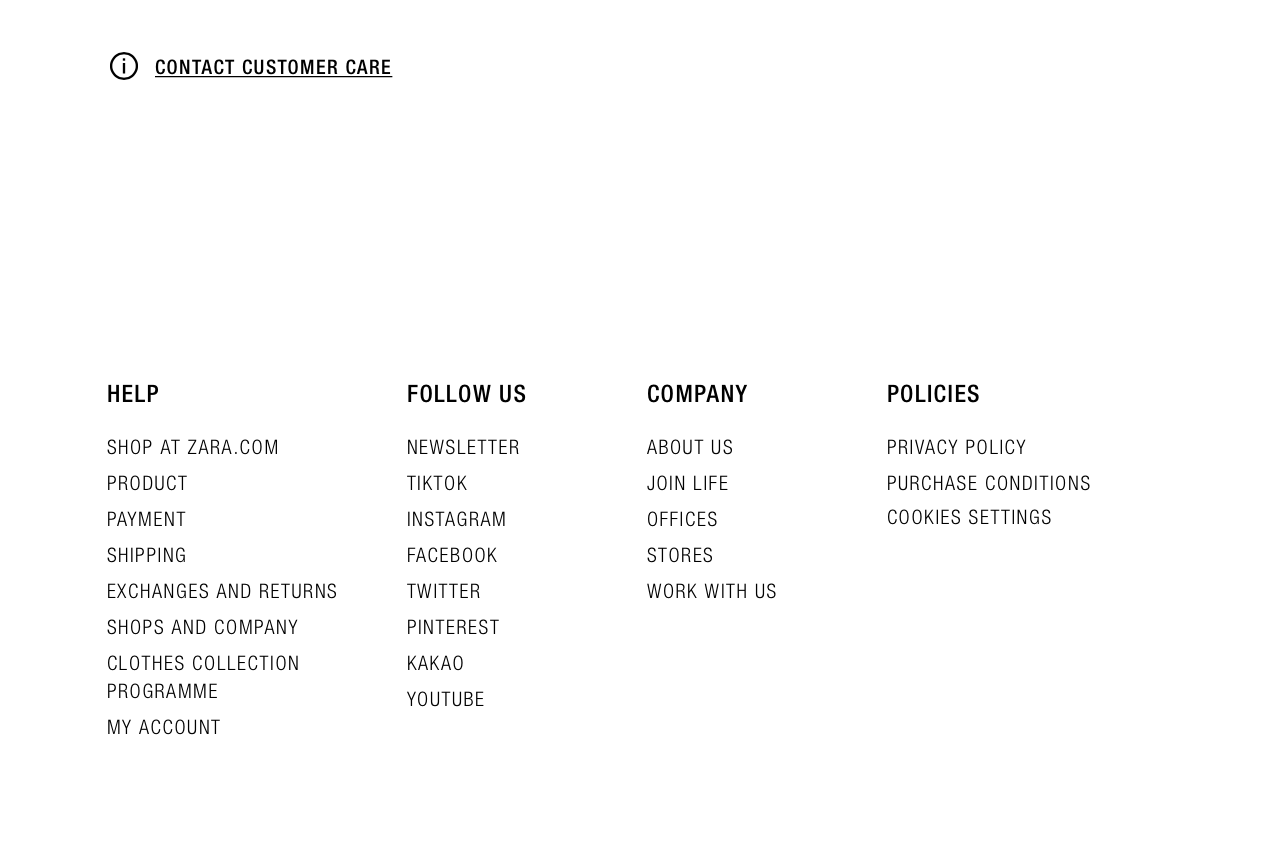 CONTACT CUSTOMER CARE
HELP
SHOP AT ZARA.COM
PRODUCT
PAYMENT
SHIPPING
EXCHANGES AND RETURNS
SHOPS AND COMPANY
CLOTHES COLLECTION
PROGRAMME
MY ACCOUNT
FOLLOW US
NEWSLETTER
TIKTOK
INSTAGRAM
FACEBOOK
TWITTER
PINTEREST
KAKAO
YOUTUBE
COMPANY
ABOUT US
JOIN LIFE
OFFICES
STORES
WORK WITH US
POLICIES
PRIVACY POLICY
PURCHASE CONDITIONS
COOKIES SETTINGS